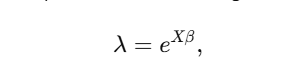 λ = e^{Xβ},